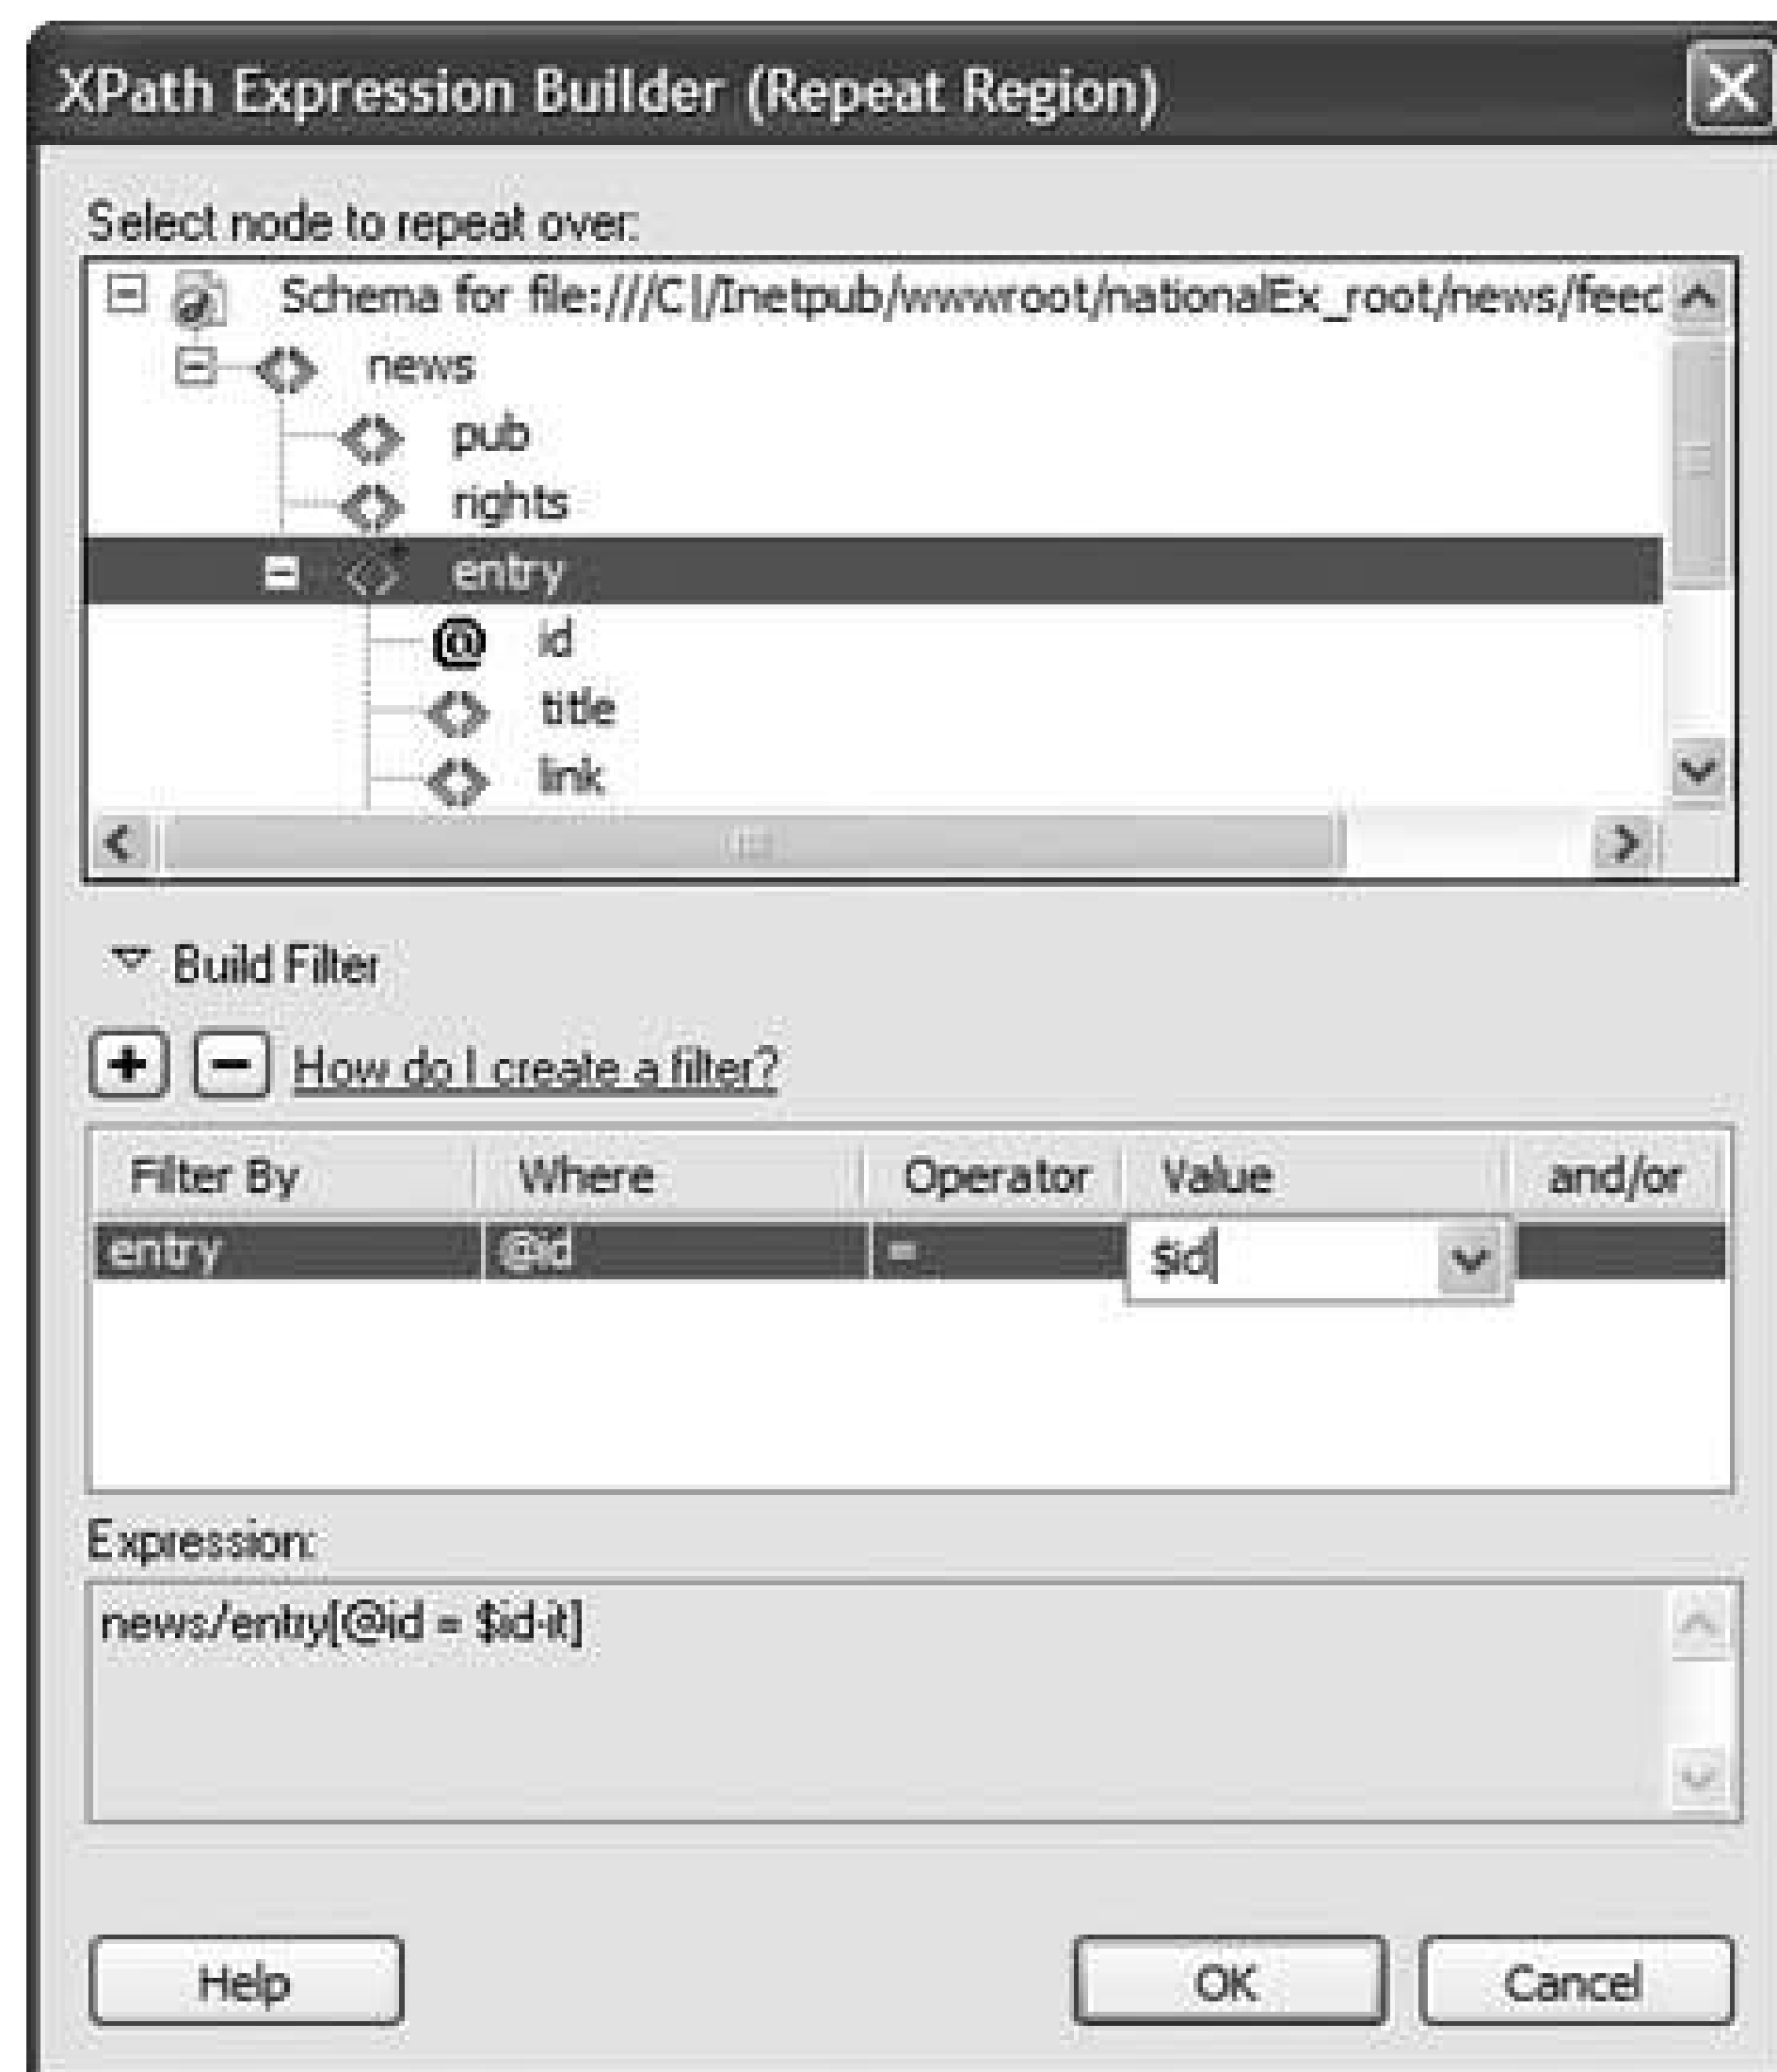 XPath Expression Builder (Repeat Region)
Select node to repeat over:
Schema for file:///C|/Inetpub/wwwroot/nationalEx_root/news/feed
news
pub
rights
entry
@ id
title
link
Build Filter
+ - How do I create a filter?
Filter By Where Operator Value and/or
entry @id = $id
Expression:
news/entry[@id = $id-it]
Help OK Cancel